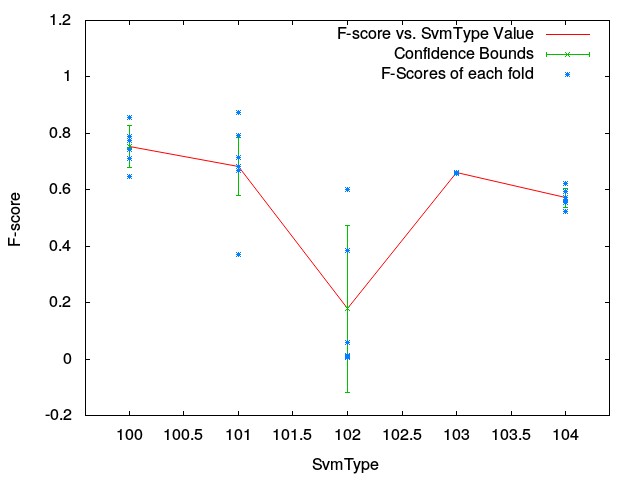 F-score vs. SvmType Value
Confidence Bounds
F-Scores of each fold
1.2
1
0.8
0.6
0.4
0.2
0
-0.2
F-score
100 100.5 101 101.5 102 102.5 103 103.5 104
SvmType